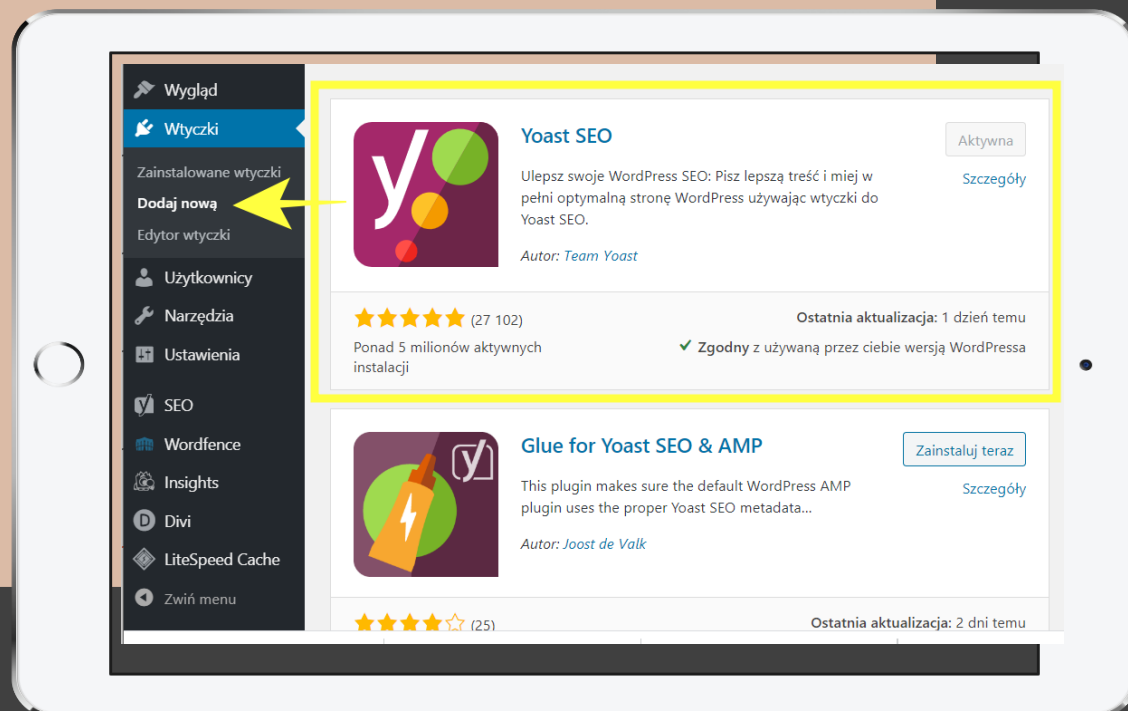 Wygląd
Wtyczki
Zainstalowane wtyczki
Dodaj nową
Edytor wtyczki
Użytkownicy
Narzędzia
Ustawienia
SEO
Wordfence
Insights
Divi
LiteSpeed Cache
Zwiń menu
Yoast SEO
Aktywna
Szczegóły
Ulepsz swoje WordPress SEO: Pisz lepszą treść i miej w
pełni optymalną stronę WordPress używając wtyczki do
Yoast SEO.
Autor: Team Yoast
(27 102)
Ponad 5 milionów aktywnych
instalacji
Ostatnia aktualizacja: 1 dzień temu
Zgodny z używaną przez ciebie wersją WordPressa
Glue for Yoast SEO & AMP
Zainstaluj teraz
Szczegóły
This plugin makes sure the default WordPress AMP
plugin uses the proper Yoast SEO metadata...
Autor: Joost de Valk
(25)
Ostatnia aktualizacja: 2 dni temu